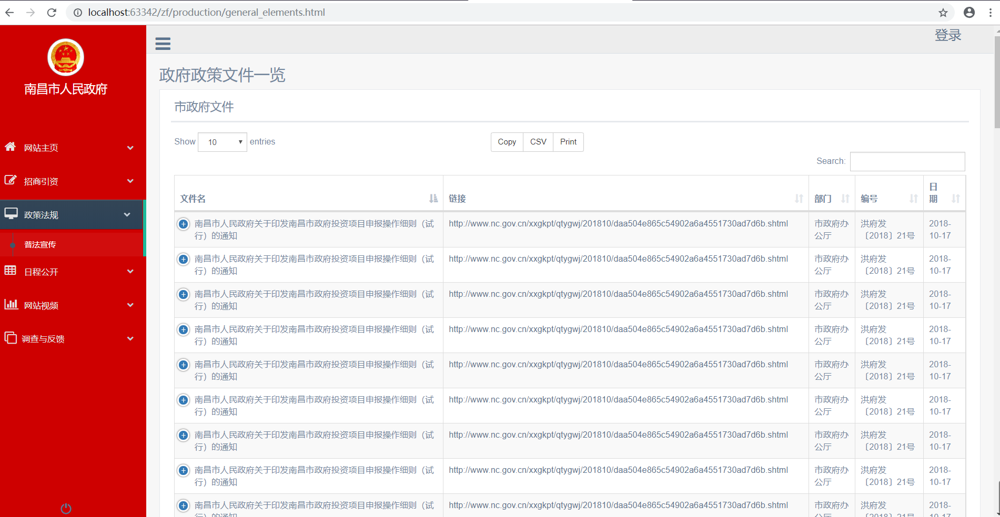 localhost:63342/zf/production/general_elements.html
登录
南昌市人民政府
网站主页
招商引资
政策法规
普法宣传
日程公开
网站视频
调查与反馈
政府政策文件一览
市政府文件
Show 10 entries
Copy CSV Print
Search:
文件名 链接 部门 编号 日
期
南昌市人民政府关于印发南昌市政府投资项目申报操作细则（试 http://www.nc.gov.cn/xxgkpt/qtygwj/201810/daa504e865c54902a6a4551730ad7d6b.shtml 市政府办 洪府发 2018-
行）的通知 公厅 〔2018〕21号 10-17
南昌市人民政府关于印发南昌市政府投资项目申报操作细则（试 http://www.nc.gov.cn/xxgkpt/qtygwj/201810/daa504e865c54902a6a4551730ad7d6b.shtml 市政府办 洪府发 2018-
行）的通知 公厅 〔2018〕21号 10-17
南昌市人民政府关于印发南昌市政府投资项目申报操作细则（试 http://www.nc.gov.cn/xxgkpt/qtygwj/201810/daa504e865c54902a6a4551730ad7d6b.shtml 市政府办 洪府发 2018-
行）的通知 公厅 〔2018〕21号 10-17
南昌市人民政府关于印发南昌市政府投资项目申报操作细则（试 http://www.nc.gov.cn/xxgkpt/qtygwj/201810/daa504e865c54902a6a4551730ad7d6b.shtml 市政府办 洪府发 2018-
行）的通知 公厅 〔2018〕21号 10-17
南昌市人民政府关于印发南昌市政府投资项目申报操作细则（试 http://www.nc.gov.cn/xxgkpt/qtygwj/201810/daa504e865c54902a6a4551730ad7d6b.shtml 市政府办 洪府发 2018-
行）的通知 公厅 〔2018〕21号 10-17
南昌市人民政府关于印发南昌市政府投资项目申报操作细则（试 http://www.nc.gov.cn/xxgkpt/qtygwj/201810/daa504e865c54902a6a4551730ad7d6b.shtml 市政府办 洪府发 2018-
行）的通知 公厅 〔2018〕21号 10-17
南昌市人民政府关于印发南昌市政府投资项目申报操作细则（试 http://www.nc.gov.cn/xxgkpt/qtygwj/201810/daa504e865c54902a6a4551730ad7d6b.shtml 市政府办 洪府发 2018-
行）的通知 公厅 〔2018〕21号 10-17
南昌市人民政府关于印发南昌市政府投资项目申报操作细则（试 http://www.nc.gov.cn/xxgkpt/qtygwj/201810/daa504e865c54902a6a4551730ad7d6b.shtml 市政府办 洪府发 2018-
行）的通知 公厅 〔2018〕21号 10-17
南昌市人民政府关于印发南昌市政府投资项目申报操作细则（试 http://www.nc.gov.cn/xxgkpt/qtygwj/201810/daa504e865c54902a6a4551730ad7d6b.shtml 市政府办 洪府发 2018-